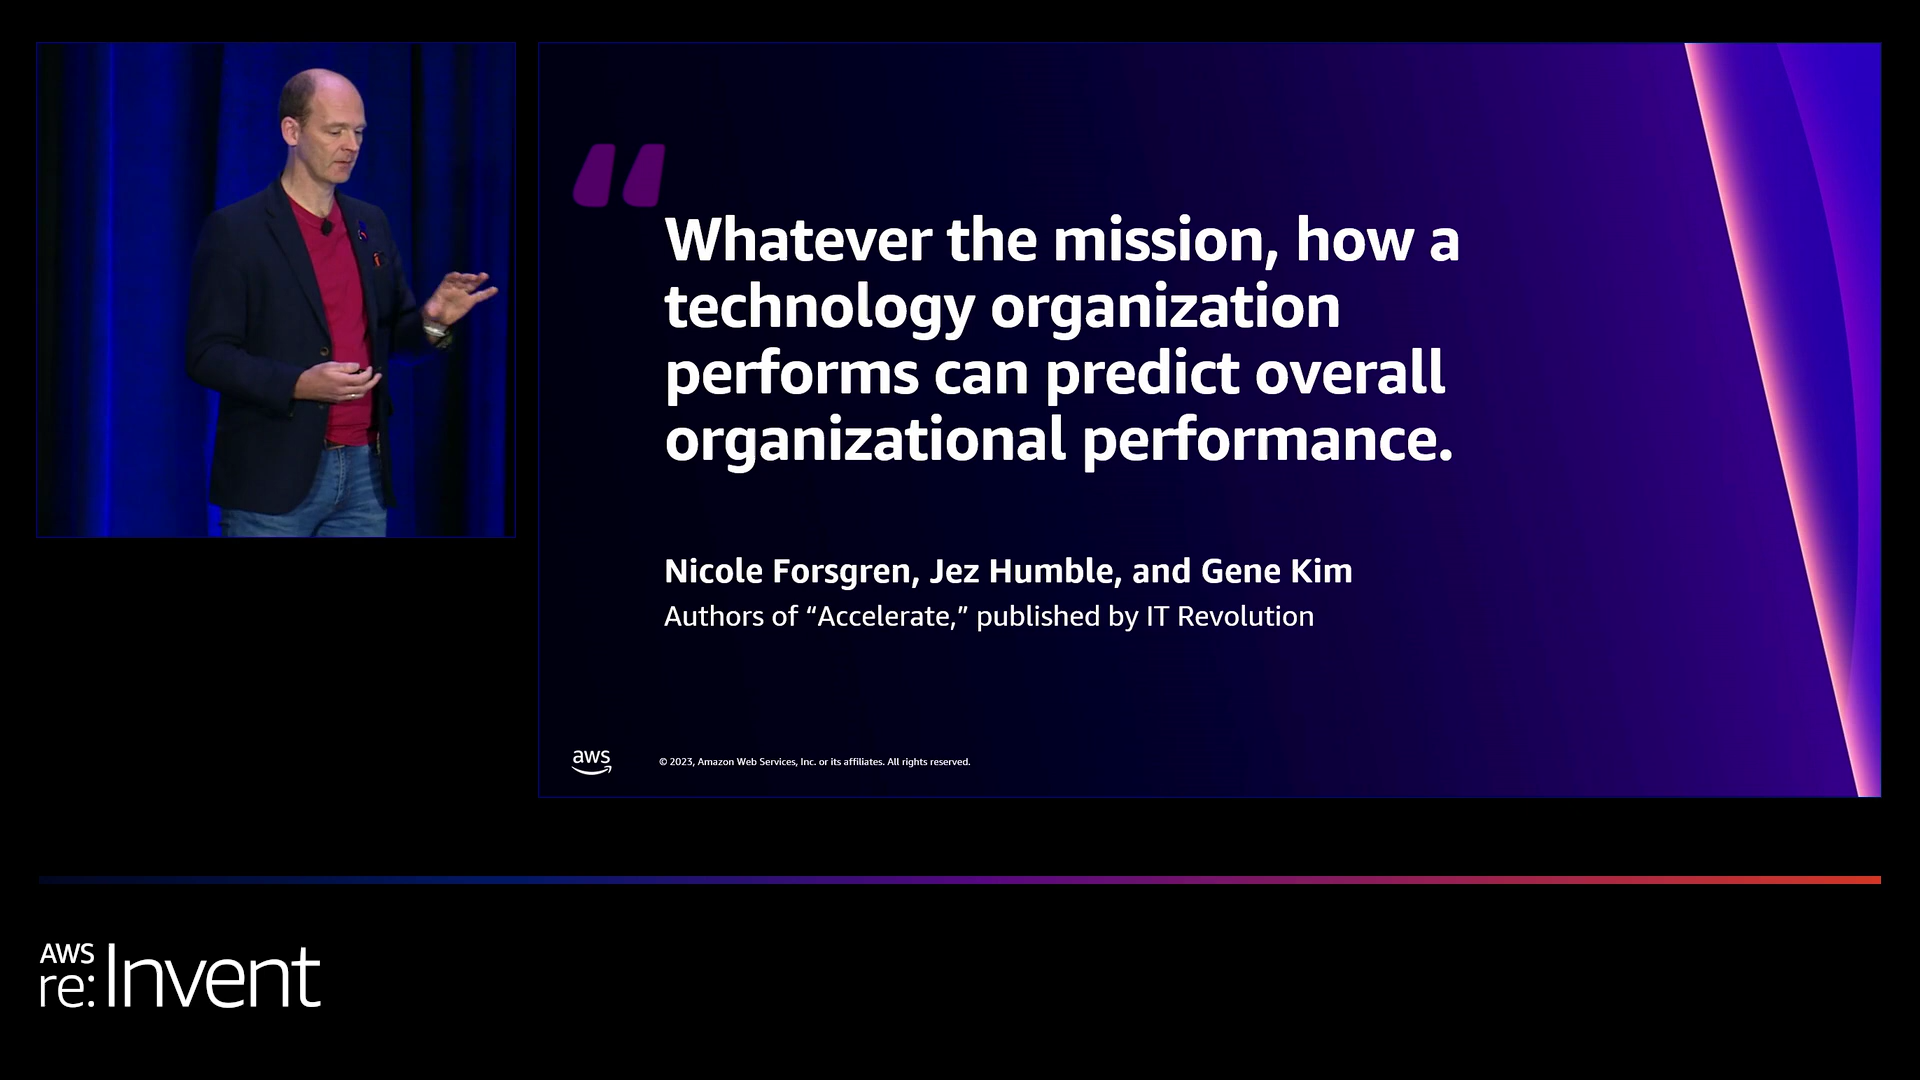 “
Whatever the mission, how a
technology organization
performs can predict overall
organizational performance.
Nicole Forsgren, Jez Humble, and Gene Kim
Authors of “Accelerate,” published by IT Revolution
aws
© 2023, Amazon Web Services, Inc. or its affiliates. All rights reserved.
AWS
re:Invent